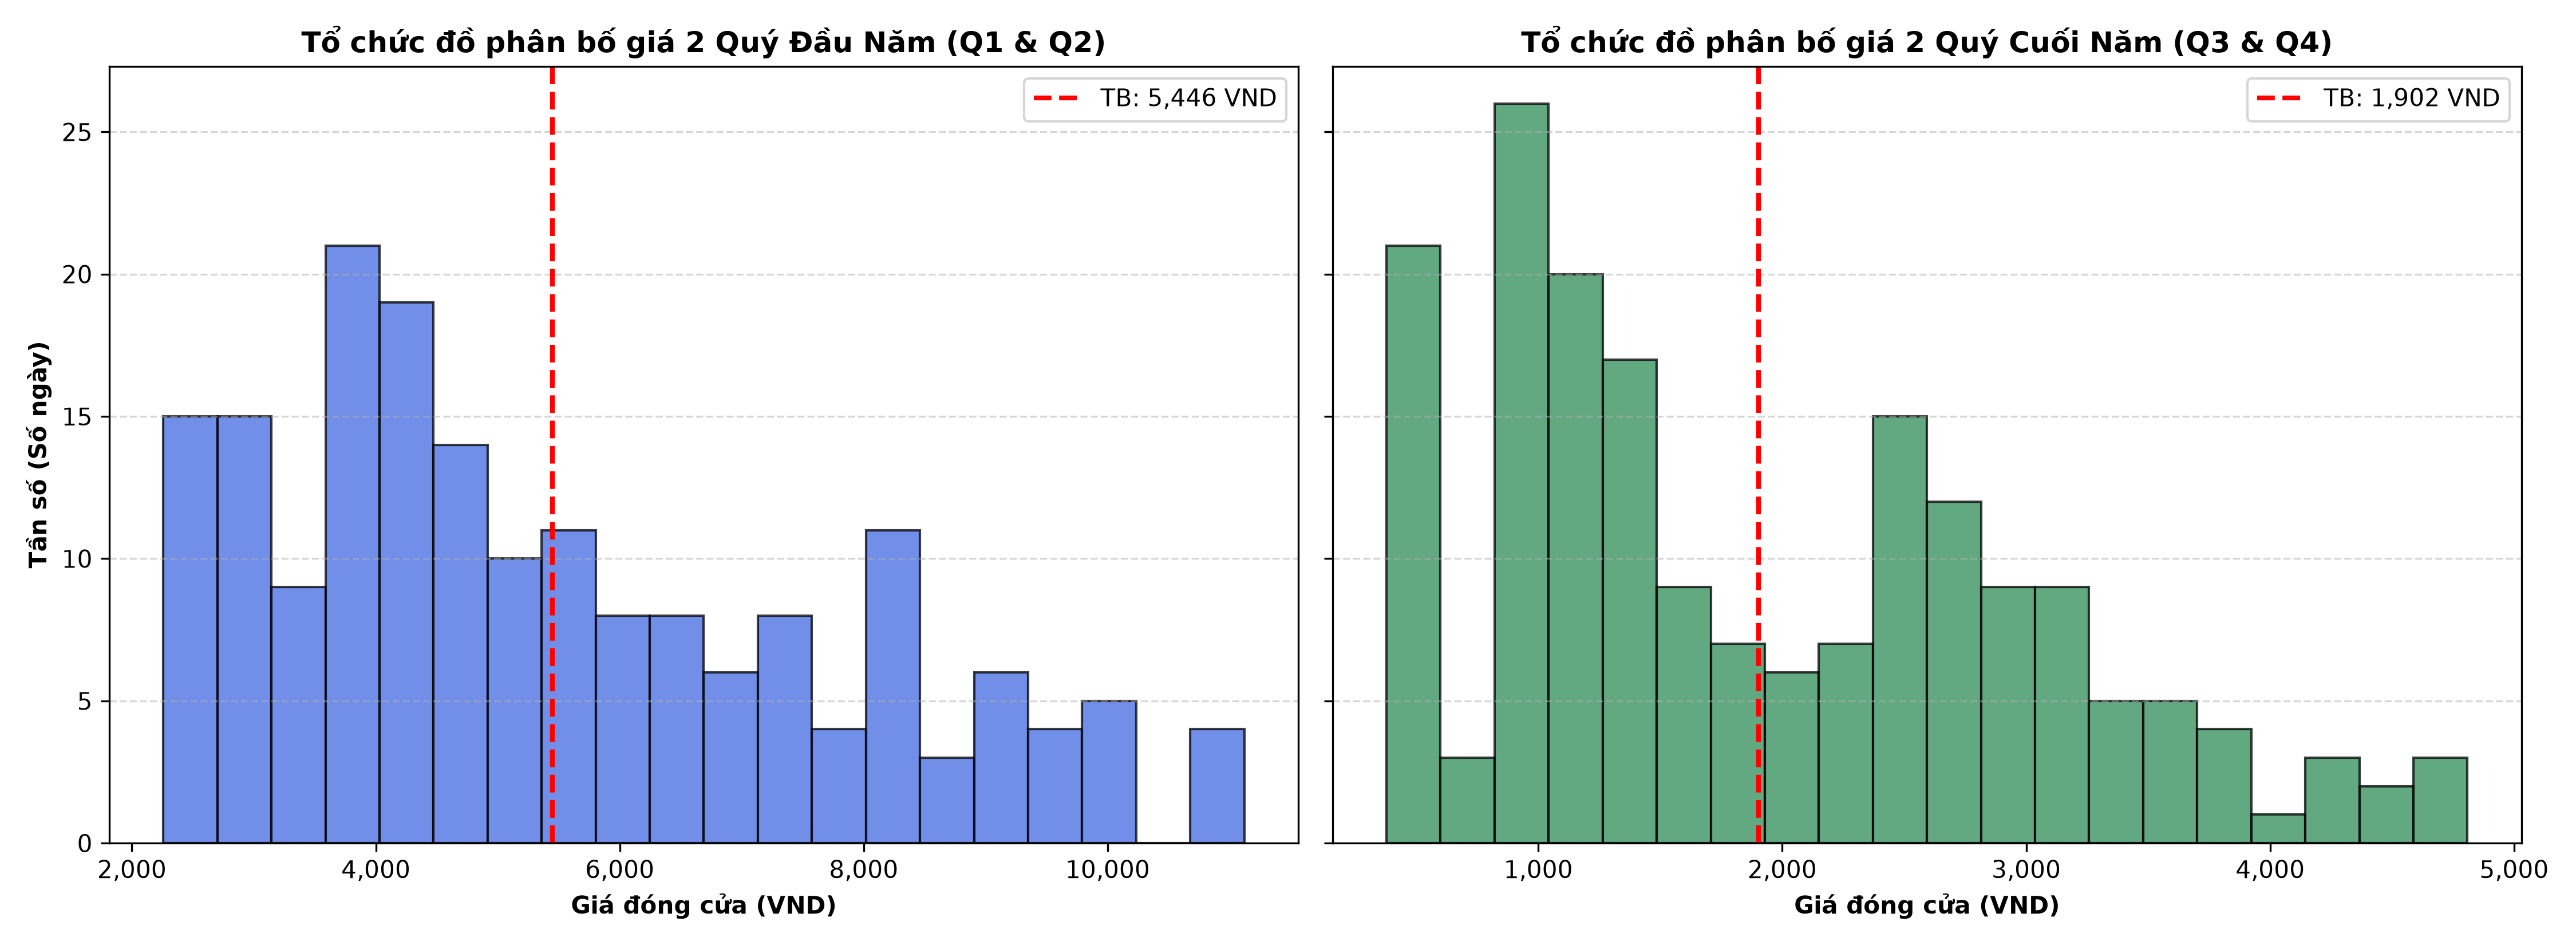 Tổ chức đồ phân bố giá 2 Quý Đầu Năm (Q1 & Q2)
TB: 5,446 VND
Tần số (Số ngày)
25
20
15
10
5
0
2,000 4,000 6,000 8,000 10,000
Giá đóng cửa (VND)
Tổ chức đồ phân bố giá 2 Quý Cuối Năm (Q3 & Q4)
TB: 1,902 VND
1,000 2,000 3,000 4,000 5,000
Giá đóng cửa (VND)